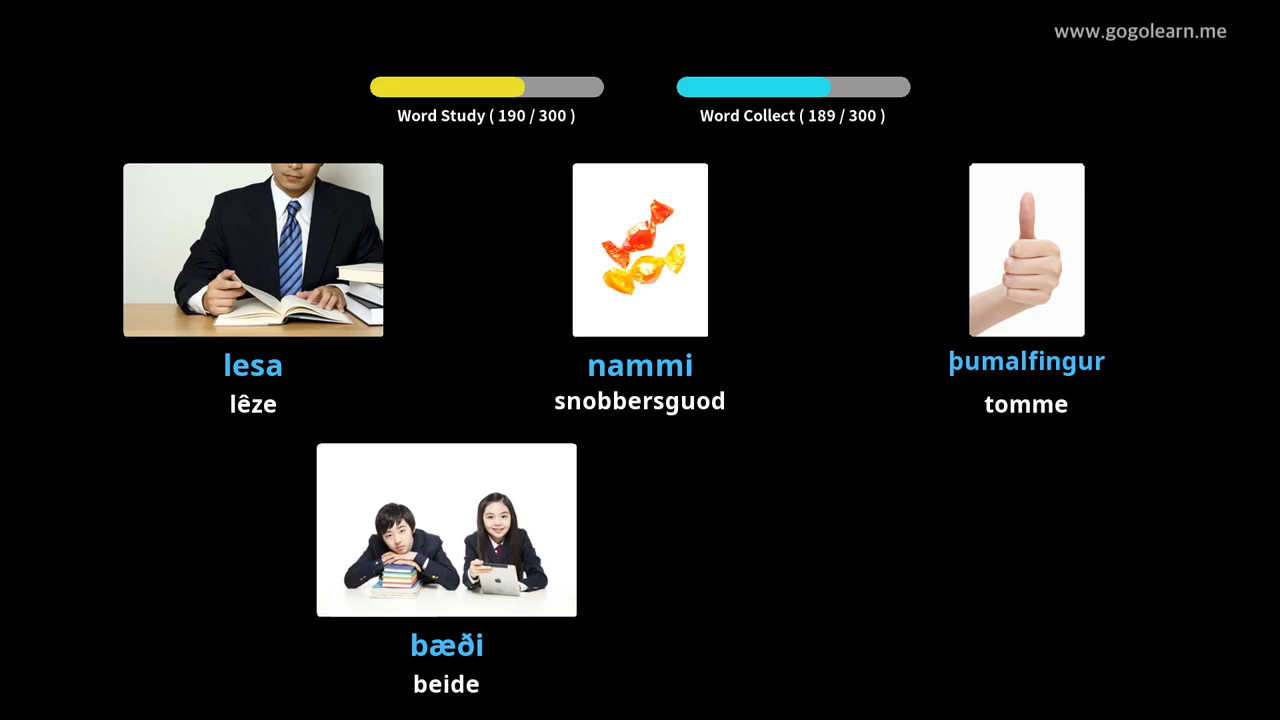 www.gogolearn.me
Word Study ( 190 / 300 )
Word Collect ( 189 / 300 )
lesa
lêze
nammi
snobbersguod
þumalfingur
tomme
bæði
beide